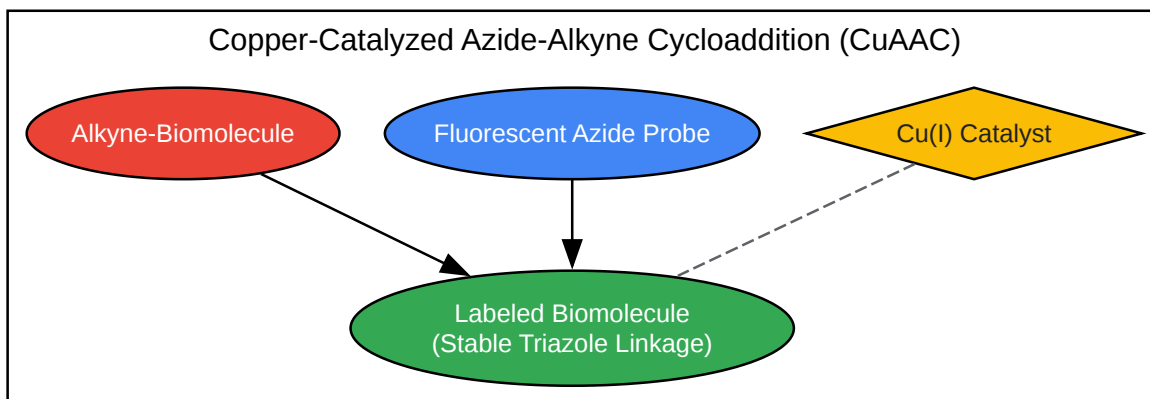 Copper-Catalyzed Azide-Alkyne Cycloaddition (CuAAC)
Alkyne-Biomolecule
Fluorescent Azide Probe
Cu(I) Catalyst
Labeled Biomolecule
(Stable Triazole Linkage)